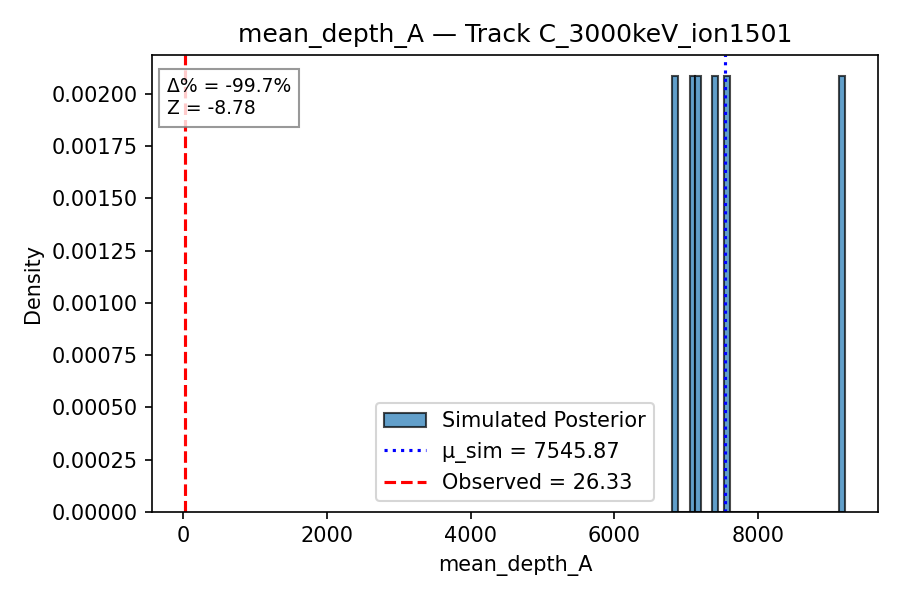 mean_depth_A — Track C_3000keV_ion1501
Δ% = -99.7%
Z = -8.78
Density
0.00200
0.00175
0.00150
0.00125
0.00100
0.00075
0.00050
0.00025
0.00000
Simulated Posterior
μ_sim = 7545.87
Observed = 26.33
0 2000 4000 6000 8000
mean_depth_A